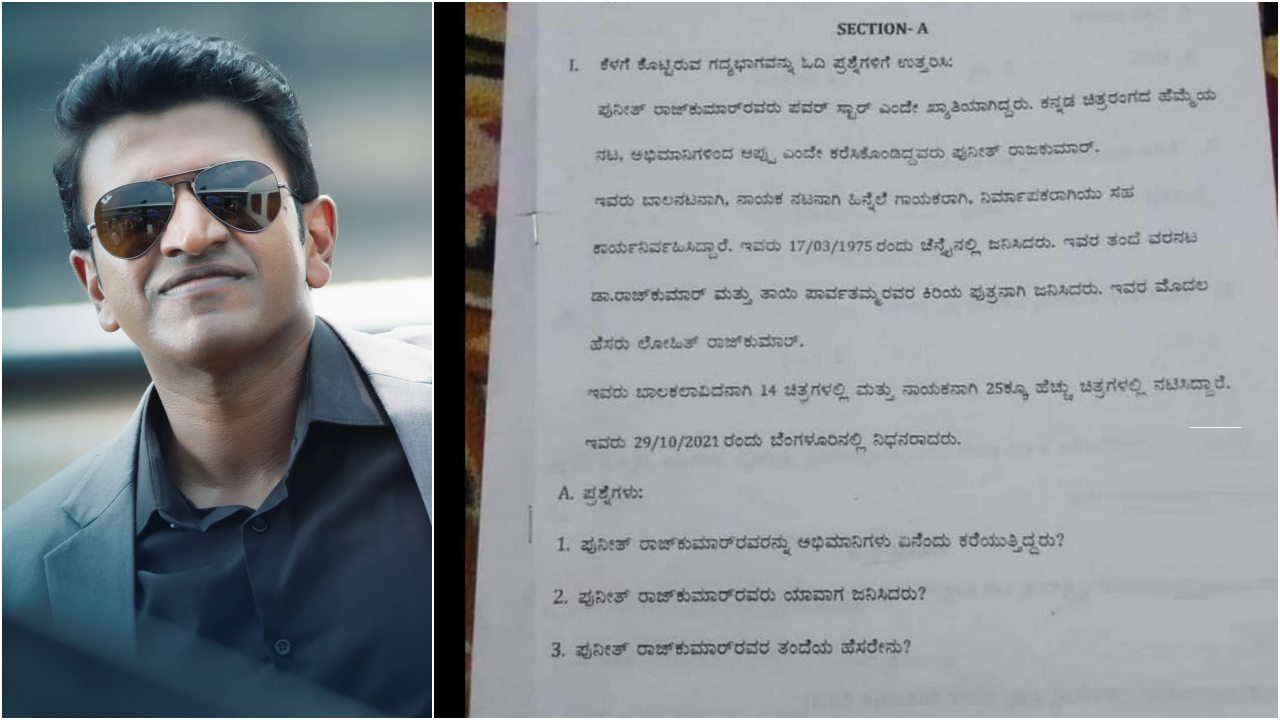 SECTION- A
I. ಕೆಳಗೆ ಕೊಟ್ಟಿರುವ ಗದ್ಯಭಾಗವನ್ನು ಓದಿ ಪ್ರಶ್ನೆಗಳಿಗೆ ಉತ್ತರಿಸಿ:
ಪುನೀತ್ ರಾಜ್‌ಕುಮಾರ್‌ರವರು ಪವರ್ ಸ್ಟಾರ್ ಎಂದೇ ಖ್ಯಾತಿಯಾಗಿದ್ದರು. ಕನ್ನಡ ಚಿತ್ರರಂಗದ ಹೆಮ್ಮೆಯ
ನಟ, ಅಭಿಮಾನಿಗಳಿಂದ ಅಪ್ಪು ಎಂದೇ ಕರೆಸಿಕೊಂಡಿದ್ದವರು ಪುನೀತ್ ರಾಜಕುಮಾರ್.
ಇವರು ಬಾಲನಟನಾಗಿ, ನಾಯಕ ನಟನಾಗಿ ಹಿನ್ನೆಲೆ ಗಾಯಕರಾಗಿ, ನಿರ್ಮಾಪಕರಾಗಿಯು ಸಹ
ಕಾರ್ಯನಿರ್ವಹಿಸಿದ್ದಾರೆ. ಇವರು 17/03/1975 ರಂದು ಚೆನ್ನೈನಲ್ಲಿ ಜನಿಸಿದರು. ಇವರ ತಂದೆ ವರನಟ
ಡಾ.ರಾಜ್‌ಕುಮಾರ್ ಮತ್ತು ತಾಯಿ ಪಾರ್ವತಮ್ಮರವರ ಕಿರಿಯ ಪುತ್ರನಾಗಿ ಜನಿಸಿದರು. ಇವರ ಮೊದಲ
ಹೆಸರು ಲೋಹಿತ್ ರಾಜ್‌ಕುಮಾರ್.
ಇವರು ಬಾಲಕಲಾವಿದನಾಗಿ 14 ಚಿತ್ರಗಳಲ್ಲಿ ಮತ್ತು ನಾಯಕನಾಗಿ 25ಕ್ಕೂ ಹೆಚ್ಚು ಚಿತ್ರಗಳಲ್ಲಿ ನಟಿಸಿದ್ದಾರೆ.
ಇವರು 29/10/2021 ರಂದು ಬೆಂಗಳೂರಿನಲ್ಲಿ ನಿಧನರಾದರು.
A. ಪ್ರಶ್ನೆಗಳು:
1. ಪುನೀತ್ ರಾಜ್‌ಕುಮಾರ್‌ರವರನ್ನು ಅಭಿಮಾನಿಗಳು ಏನೆಂದು ಕರೆಯುತ್ತಿದ್ದರು?
2. ಪುನೀತ್ ರಾಜ್‌ಕುಮಾರ್‌ರವರು ಯಾವಾಗ ಜನಿಸಿದರು?
3. ಪುನೀತ್ ರಾಜ್‌ಕುಮಾರ್‌ರವರ ತಂದೆಯ ಹೆಸರೇನು?